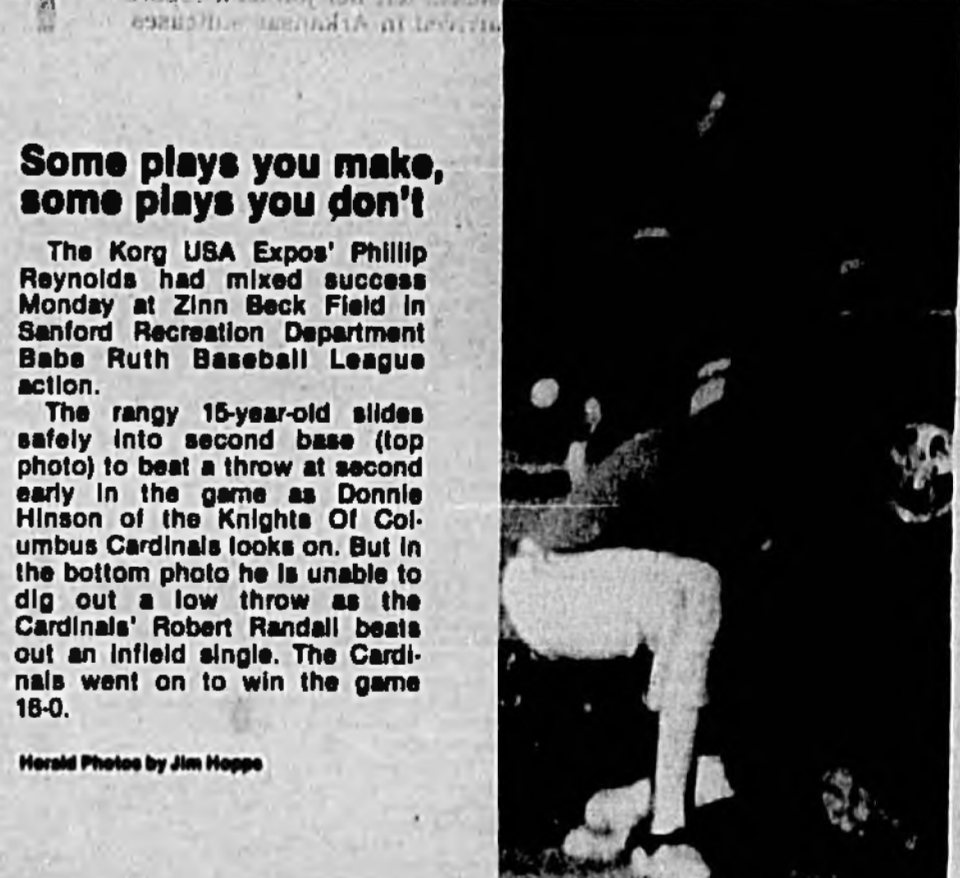 Some plays you make,
some plays you don't
The Korg USA Expos' Phillip
Reynolds had mixed success
Monday at Zinn Beck Field in
Sanford Recreation Department
Babe Ruth Baseball League
action.
The rangy 15-year-old slides
safely into second base (top
photo) to beat a throw at second
early in the game as Donnie
Hinson of the Knights Of Col-
umbus Cardinals looks on. But in
the bottom photo he is unable to
dig out a low throw as the
Cardinals' Robert Randall beats
out an infield single. The Cardi-
nals went on to win the game
16-0.
Herald Photos by Jim Hoppe